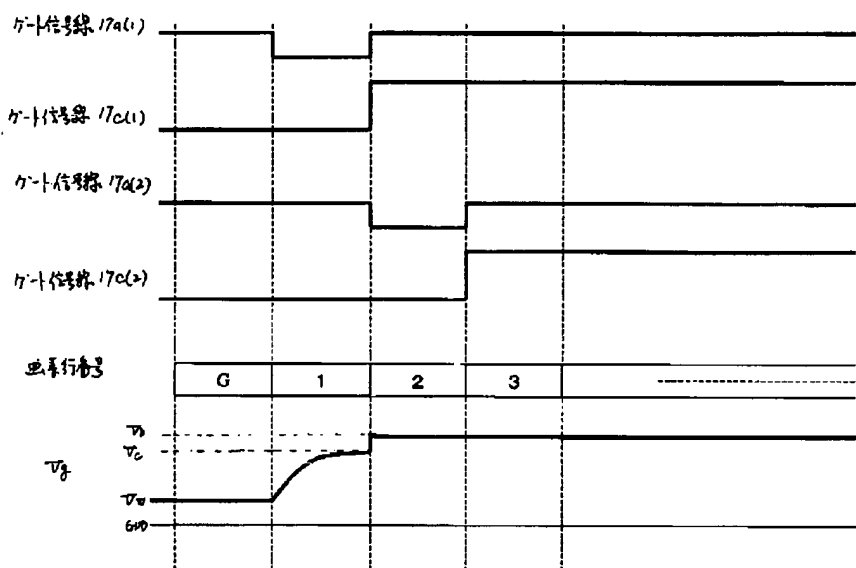 ゲート信号線 17a(1)
ゲート信号線 17c(1)
ゲート信号線 17a(2)
ゲート信号線 17c(2)
画素行番号
G 1 2 3
Vb
Vc
Vg
GND